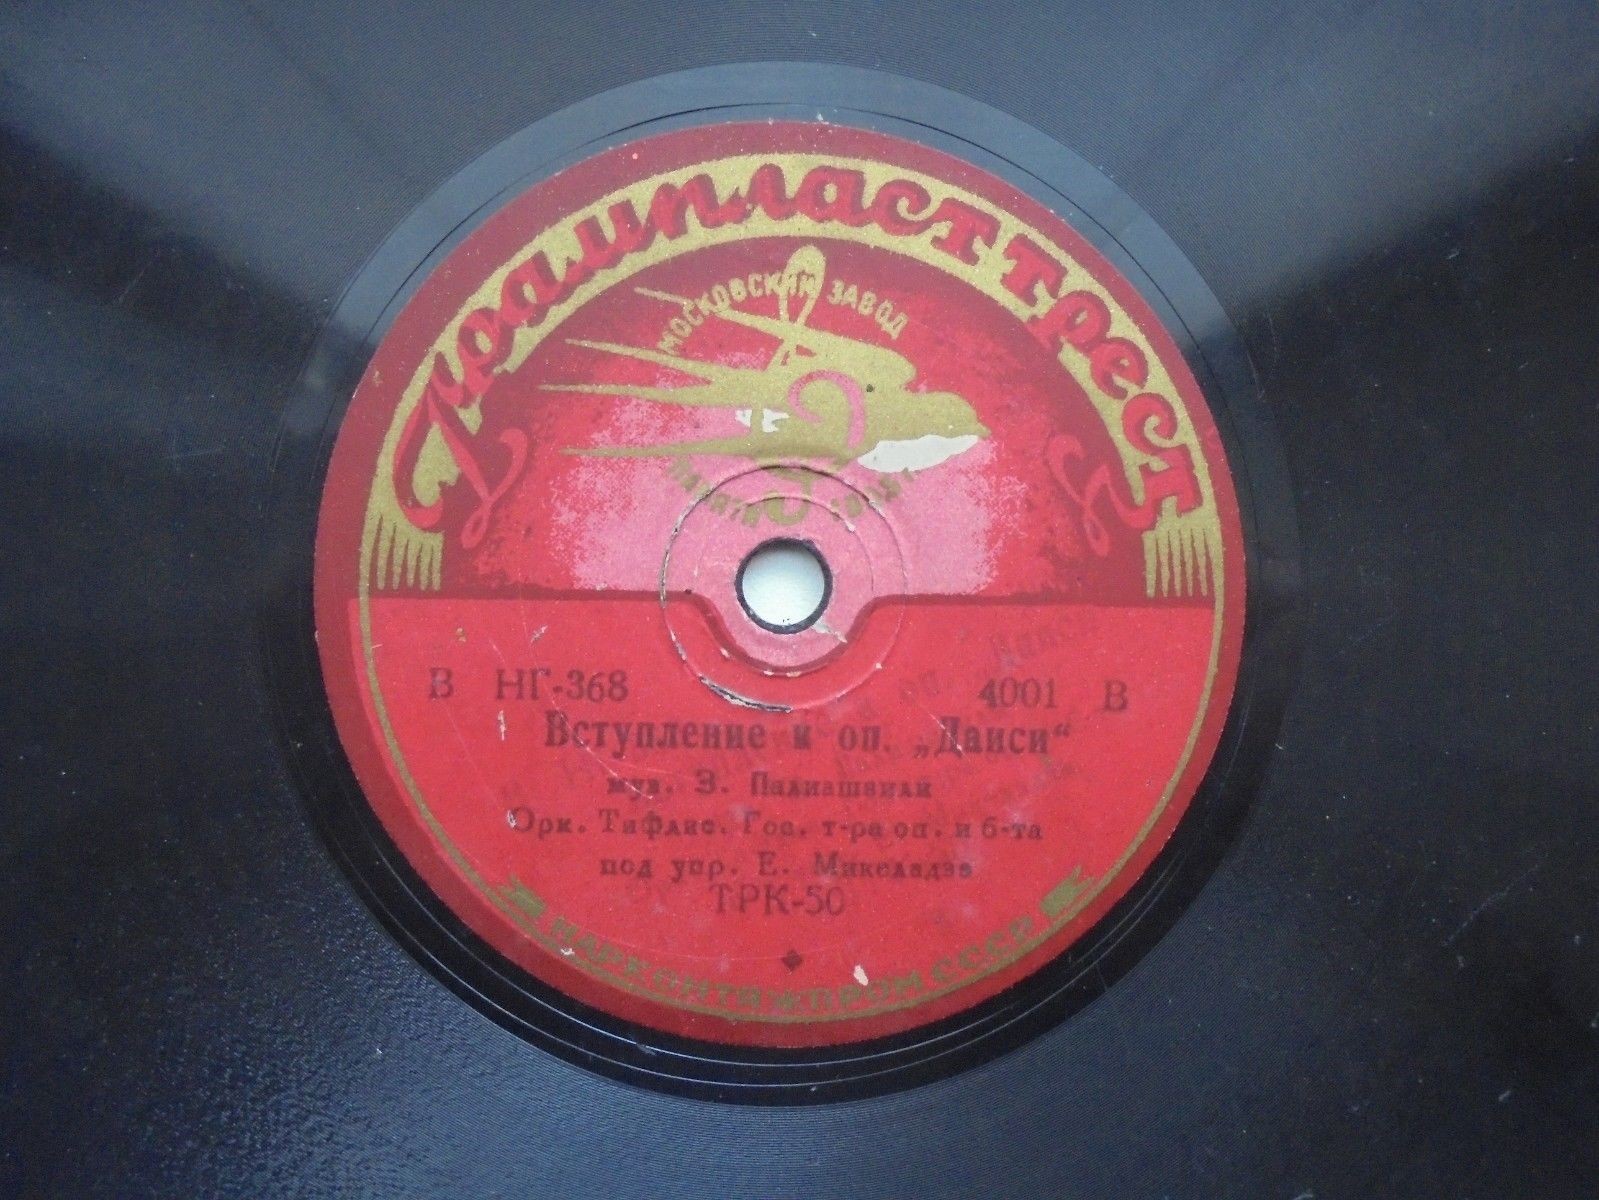 Грампласттрест
МОСКОВСКИЙ ЗАВОД
ПАМЯТИ
В НГ-368 4001 В
Вступление к оп. „Даиси“
муз. З. Палиашвили
Орк. Тифлис. Гос. т-ра оп. и б-та
под упр. Е. Микеладзе
ТРК-50
НАРКОМТЯЖПРОМ СССР